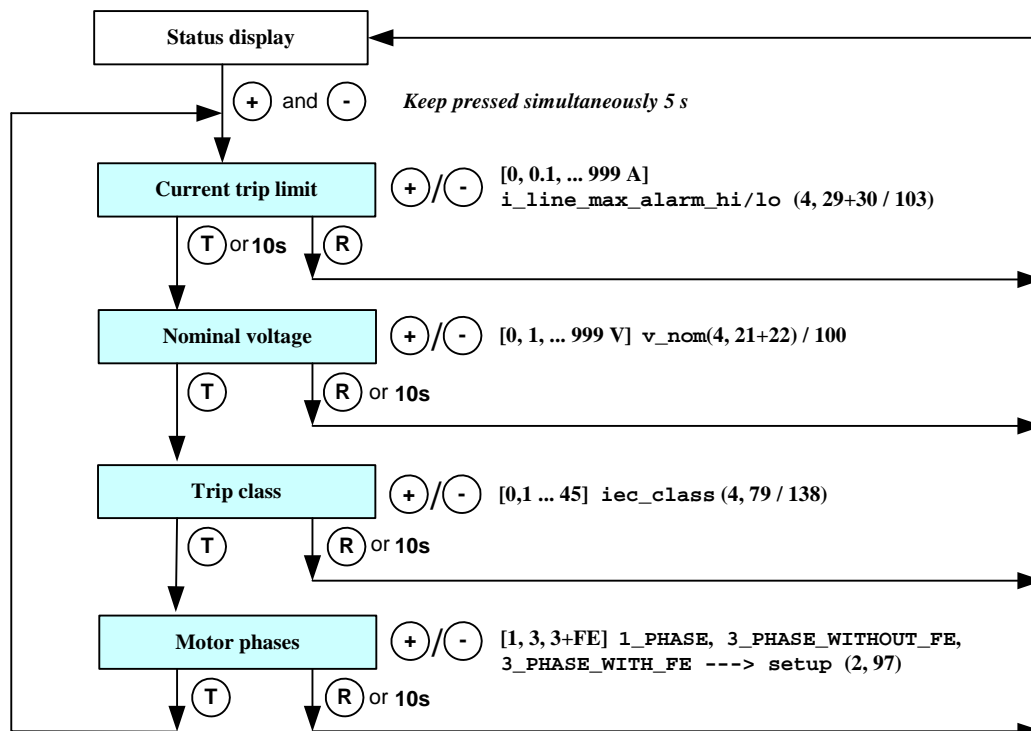 Status display
+ and - Keep pressed simultaneously 5 s
Current trip limit
+/- [0, 0.1, ... 999 A]
i_line_max_alarm_hi/lo (4, 29+30 / 103)
T or 10s R
Nominal voltage
+/- [0, 1, ... 999 V] v_nom(4, 21+22) / 100
T R or 10s
Trip class
+/- [0,1 ... 45] iec_class (4, 79 / 138)
T R or 10s
Motor phases
+/- [1, 3, 3+FE] 1_PHASE, 3_PHASE_WITHOUT_FE,
3_PHASE_WITH_FE ---> setup (2, 97)
T R or 10s